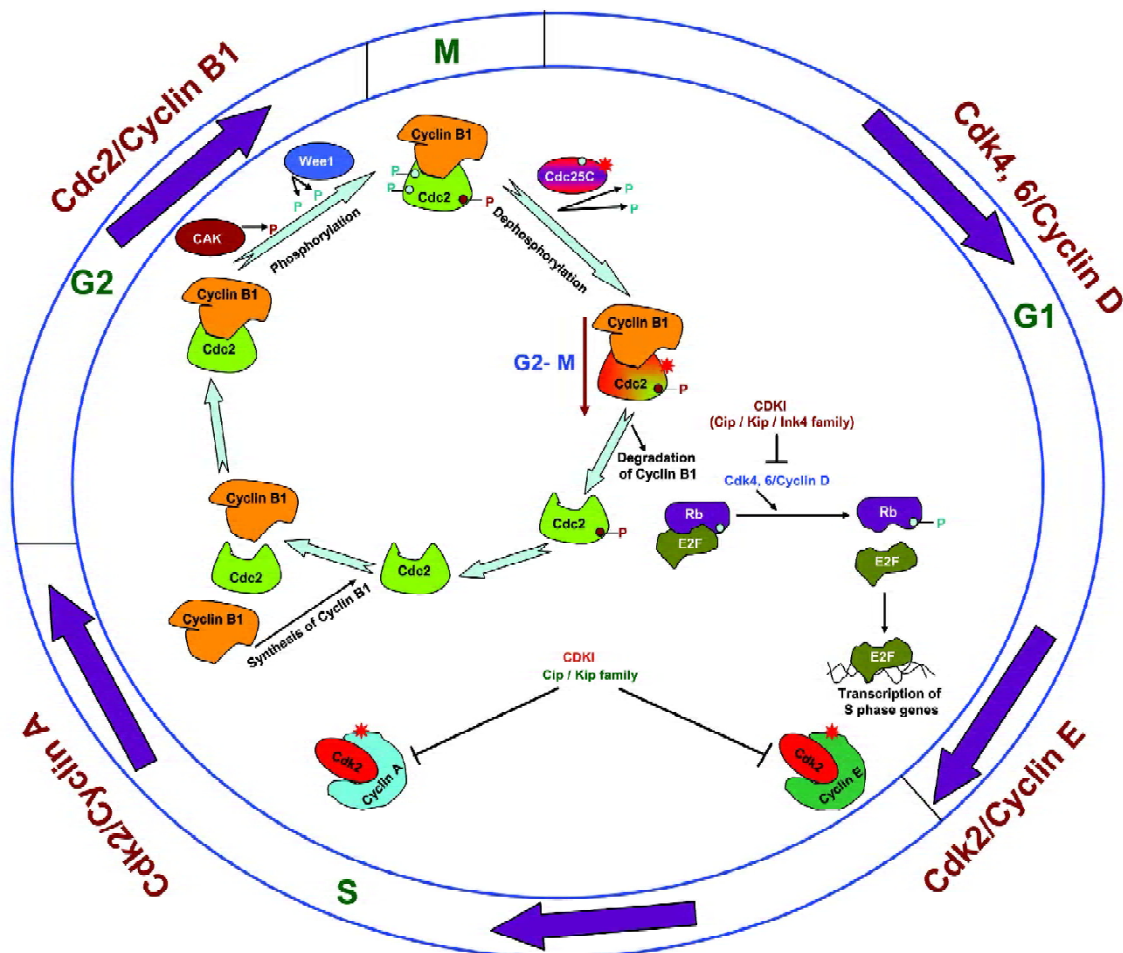 M
Cdc2/Cyclin B1
Cdk4, 6/Cyclin D
G2
G1
Cdk2/Cyclin A
Cdk2/Cyclin E
S
Cyclin B1
Cdc2
P
P
P
Wee1
P
P
CAK
P
Phosphorylation
Cdc25C
P
P
Dephosphorylation
Cyclin B1
Cdc2
Cyclin B1
Cdc2
P
G2- M
Degradation
of Cyclin B1
CDKI
(Cip / Kip / Ink4 family)
Cdk4, 6/Cyclin D
Rb
E2F
Rb
P
E2F
E2F
Transcription of
S phase genes
Cdc2
P
Cdc2
Cyclin B1
Cdc2
Cyclin B1
Synthesis of Cyclin B1
CDKI
Cip / Kip family
Cdk2
Cyclin A
Cdk2
Cyclin E